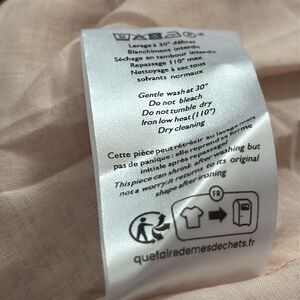 Lavage à 30° délicat
Blanchiment interdit
Séchage en tambour interdit
Repassage 110° max
Nettoyage à sec tous
solvants normaux
Gentle wash at 30°
Do not bleach
Do not tumble dry
Iron low heat (110°)
Dry cleaning
Cette pièce peut rétrécir au lavage mais
pas de panique : elle reprend sa forme
initiale après repassage
This piece can shrink after washing but
not a worry:it returns to its original
shape after ironing
FR
quefairedemesdechets.fr